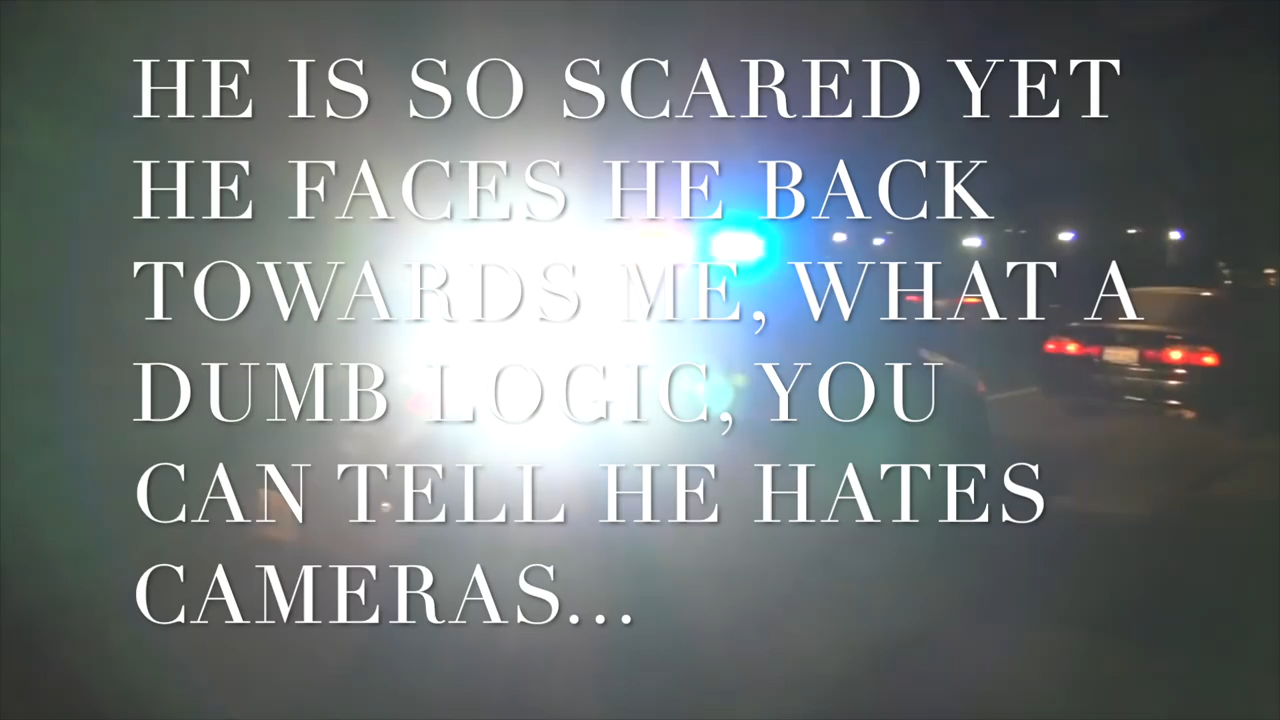 HE IS SO SCARED YET
HE FACES HE BACK
TOWARDS ME, WHAT A
DUMB LOGIC, YOU
CAN TELL HE HATES
CAMERAS...